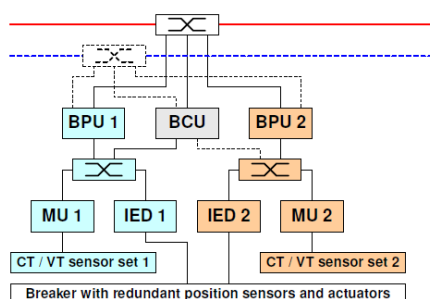 BPU 1
BCU
BPU 2
MU 1
IED 1
IED 2
MU 2
CT / VT sensor set 1
CT / VT sensor set 2
Breaker with redundant position sensors and actuators